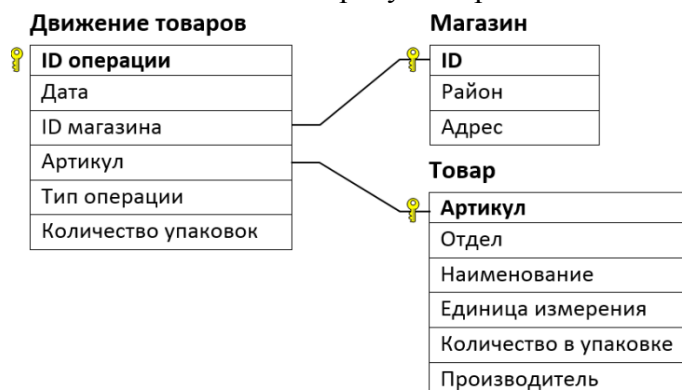 Движение товаров
ID операции
Дата
ID магазина
Артикул
Тип операции
Количество упаковок
Магазин
ID
Район
Адрес
Товар
Артикул
Отдел
Наименование
Единица измерения
Количество в упаковке
Производитель